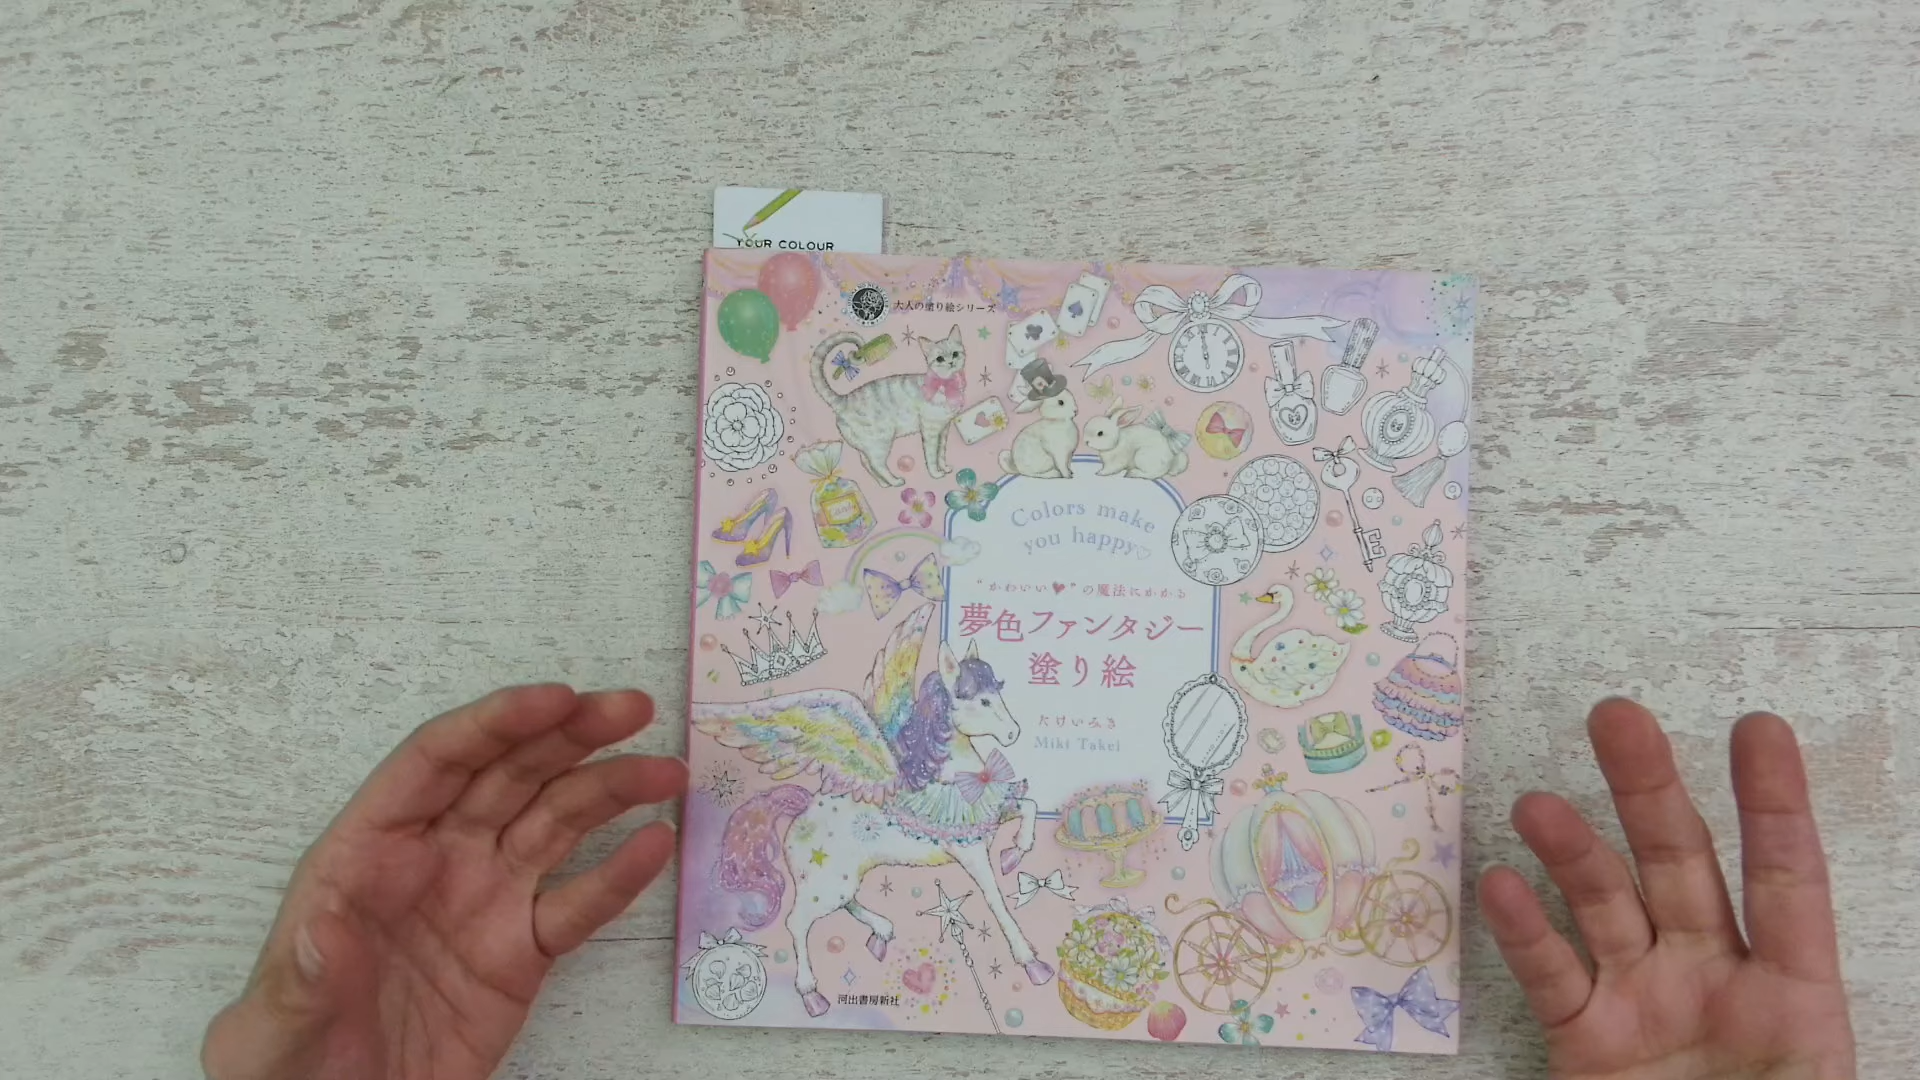 YOUR COLOUR
大人の塗り絵シリーズ
Colors make
you happy♡
"かわいい♥"の魔法にかかる
夢色ファンタジー
塗り絵
たけいみき
Miki Takei
河出書房新社